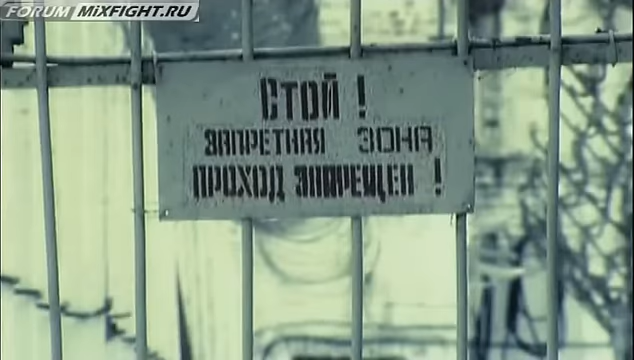 FORUM MIXFIGHT.RU
Стой !
ЗАПРЕТНАЯ ЗОНА
ПРОХОД ЗАПРЕЩЕН !